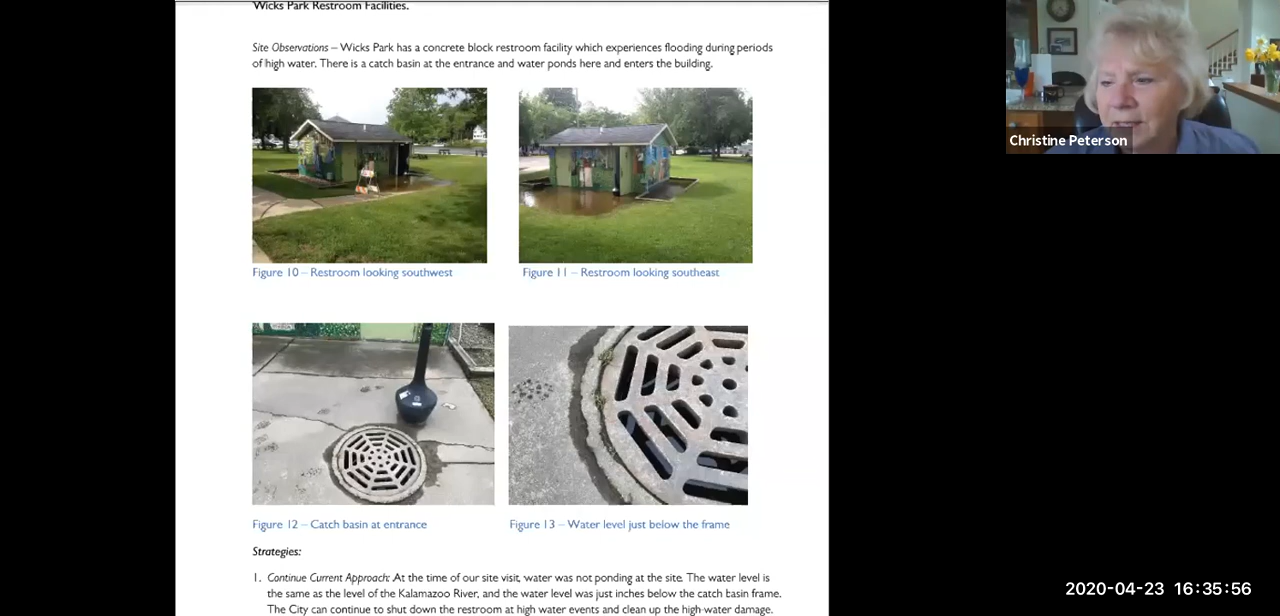 Wicks Park Restroom Facilities.
Site Observations – Wicks Park has a concrete block restroom facility which experiences flooding during periods
of high water. There is a catch basin at the entrance and water ponds here and enters the building.
Figure 10 – Restroom looking southwest
Figure 11 – Restroom looking southeast
Figure 12 – Catch basin at entrance
Figure 13 – Water level just below the frame
Strategies:
1. Continue Current Approach: At the time of our site visit, water was not ponding at the site. The water level is
the same as the level of the Kalamazoo River, and the water level was just inches below the catch basin frame.
The City can continue to shut down the restroom at high water events and clean up the high-water damage.
Christine Peterson
2020-04-23 16:35:56